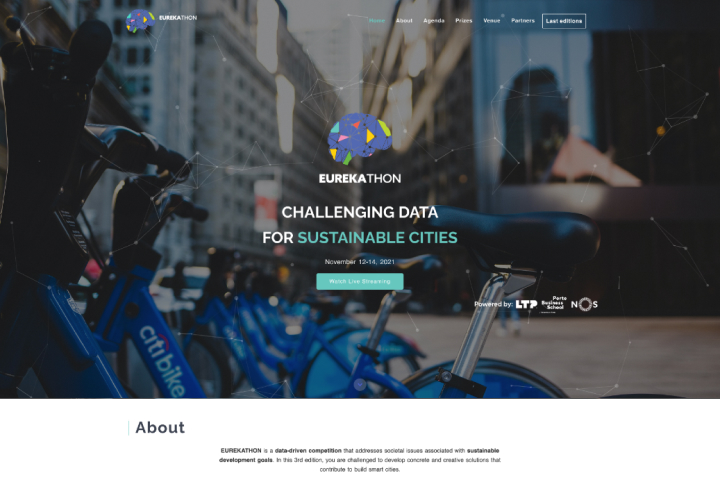 EUREKATHON
Home About Agenda Prizes Venue Partners Last editions
EUREKATHON
CHALLENGING DATA
FOR SUSTAINABLE CITIES
November 12-14, 2021
Watch Live Streaming
Powered by: LTP Porto Business School NOS
citibike
About
EUREKATHON is a data-driven competition that addresses societal issues associated with sustainable
development goals. In this 3rd edition, you are challenged to develop concrete and creative solutions that
contribute to build smart cities.